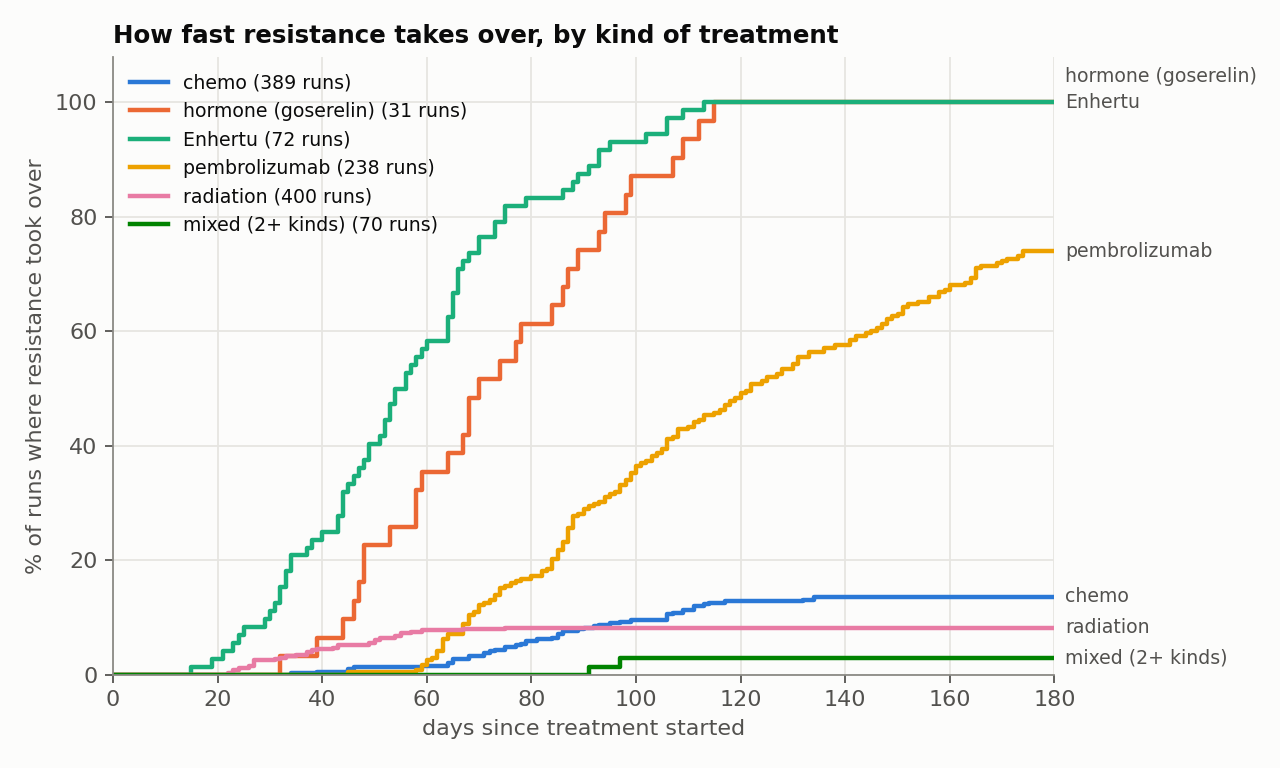 How fast resistance takes over, by kind of treatment
chemo (389 runs)
hormone (goserelin) (31 runs)
Enhertu (72 runs)
pembrolizumab (238 runs)
radiation (400 runs)
mixed (2+ kinds) (70 runs)
% of runs where resistance took over
100
80
60
40
20
0
hormone (goserelin)
Enhertu
pembrolizumab
chemo
radiation
mixed (2+ kinds)
0 20 40 60 80 100 120 140 160 180
days since treatment started